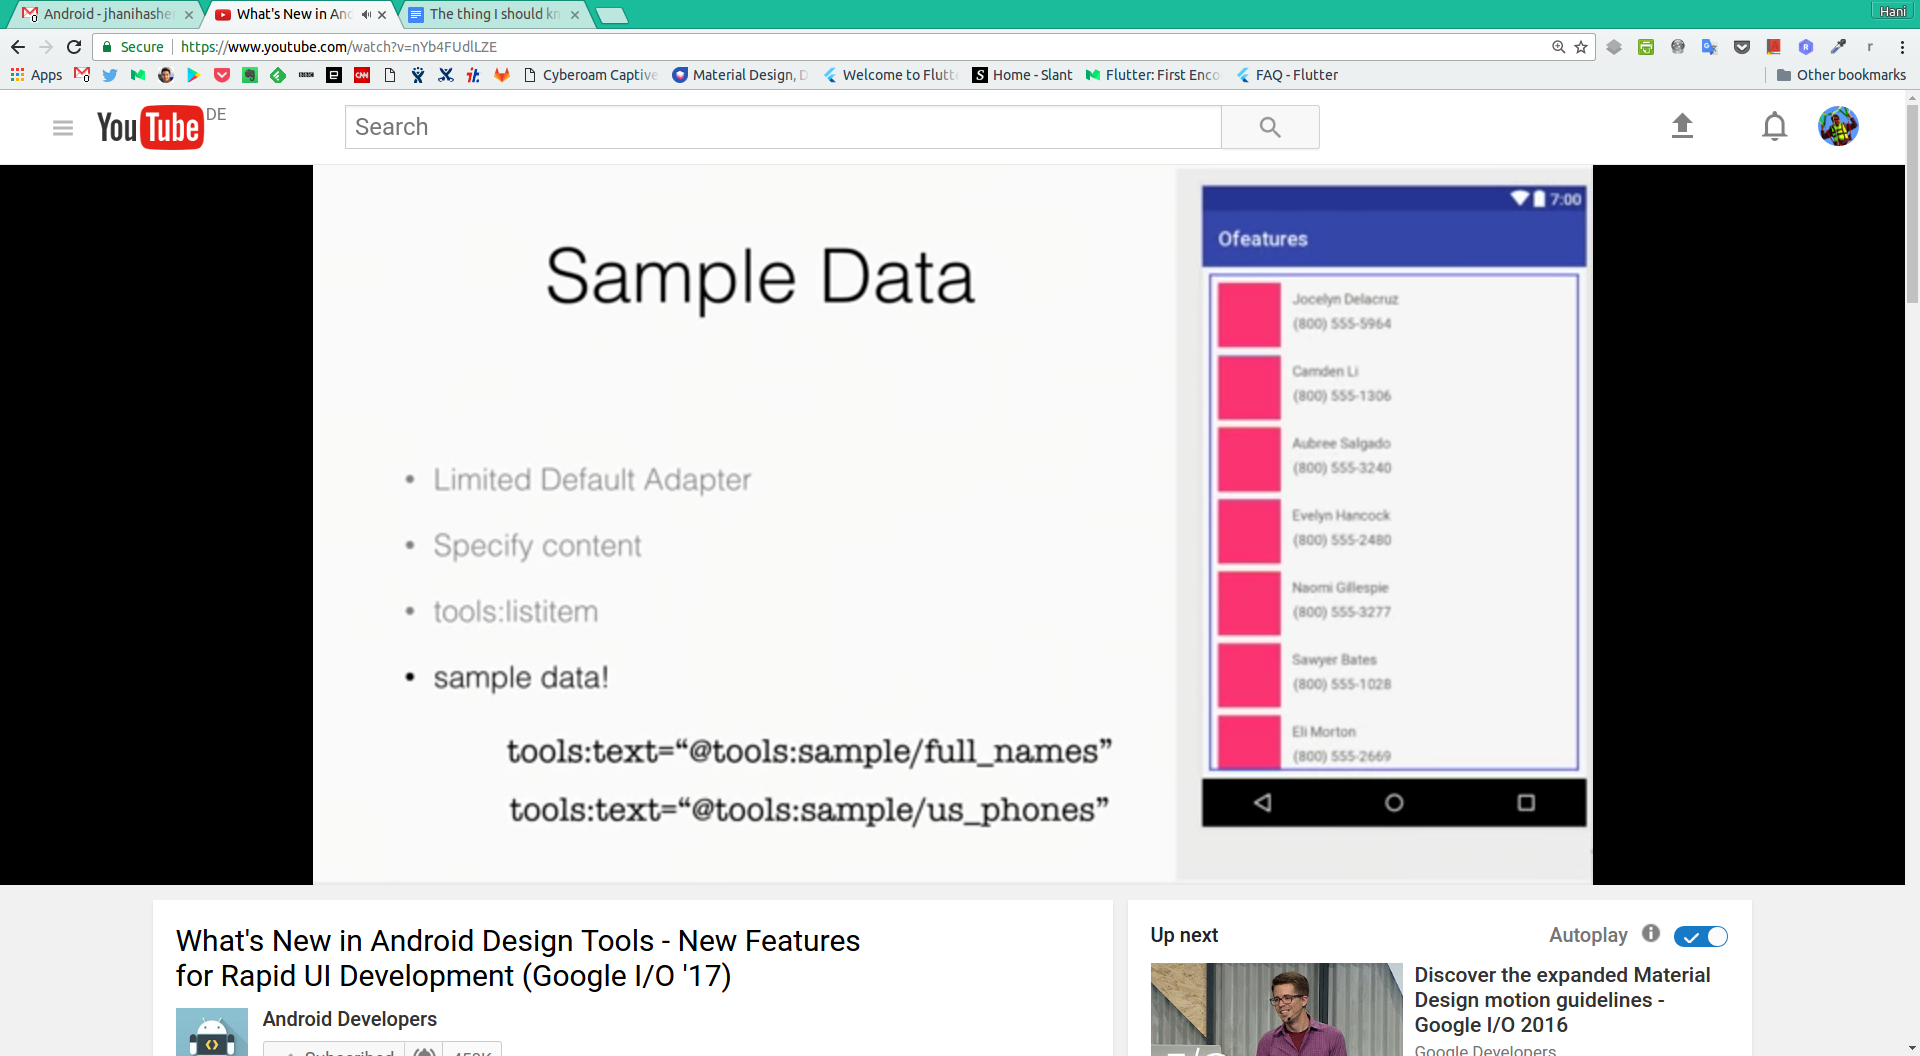 Android - jhanihashe
What's New in An
The thing I should kn
Hani
Secure
https://www.youtube.com/watch?v=nYb4FUdlLZE
Apps
BBC
CNN
Cyberoam Captive
Material Design, D
Welcome to Flutt
Home - Slant
Flutter: First Enco
FAQ - Flutter
Other bookmarks
YouTube DE
Search
Sample Data
• Limited Default Adapter
• Specify content
• tools:listitem
• sample data!
tools:text=“@tools:sample/full_names”
tools:text=“@tools:sample/us_phones”
7:00
Ofeatures
Jocelyn Delacruz
(800) 555-5964
Camden Li
(800) 555-1306
Aubree Salgado
(800) 555-3240
Evelyn Hancock
(800) 555-2480
Naomi Gillespie
(800) 555-3277
Sawyer Bates
(800) 555-1028
Eli Morton
(800) 555-2669
What's New in Android Design Tools - New Features
for Rapid UI Development (Google I/O '17)
Android Developers
Subscribed
Up next
Autoplay
Discover the expanded Material
Design motion guidelines -
Google I/O 2016
Google Developers